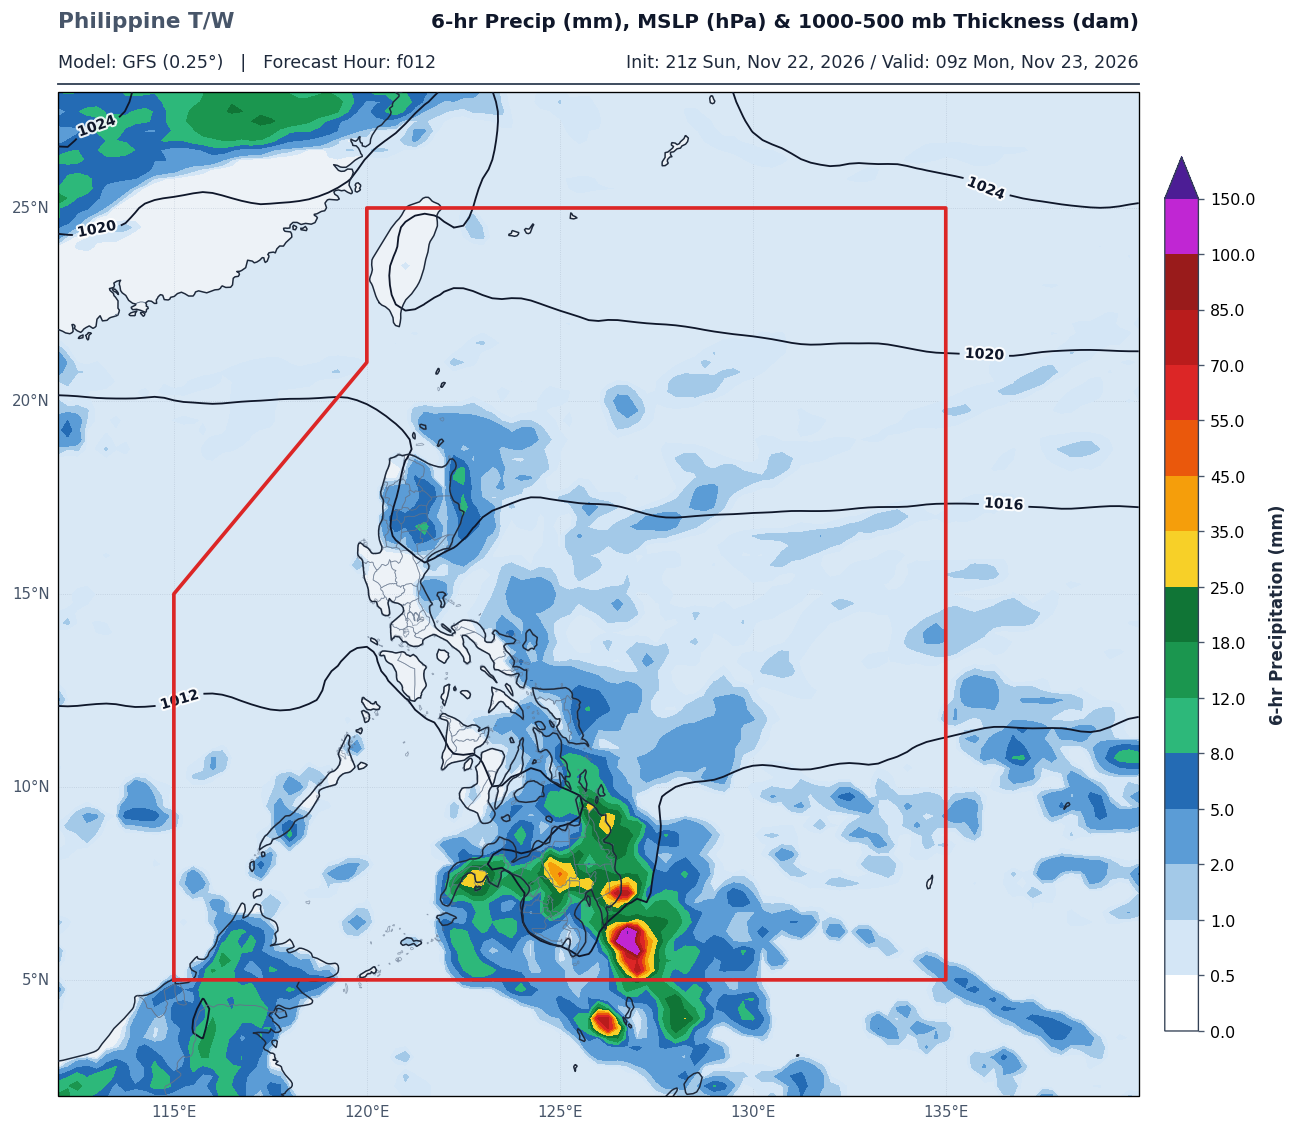 Philippine T/W
6-hr Precip (mm), MSLP (hPa) & 1000-500 mb Thickness (dam)
Model: GFS (0.25°) | Forecast Hour: f012
Init: 21z Sun, Nov 22, 2026 / Valid: 09z Mon, Nov 23, 2026
1024
1020
1024
1020
1016
1012
25°N
20°N
15°N
10°N
5°N
115°E
120°E
125°E
130°E
135°E
150.0
100.0
85.0
70.0
55.0
45.0
35.0
25.0
18.0
12.0
8.0
5.0
2.0
1.0
0.5
0.0
6-hr Precipitation (mm)